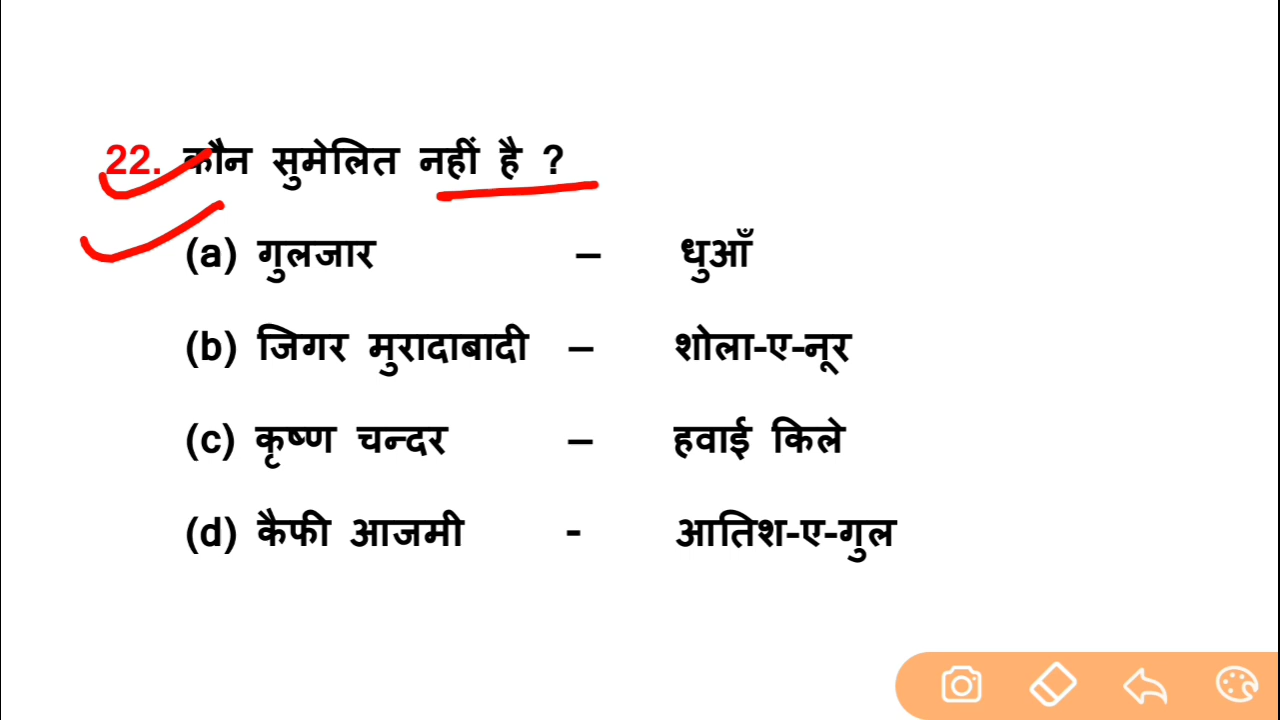 22. कौन सुमेलित नहीं है ?
(a) गुलजार – धुआँ
(b) जिगर मुरादाबादी – शोला-ए-नूर
(c) कृष्ण चन्दर – हवाई किले
(d) कैफी आजमी - आतिश-ए-गुल